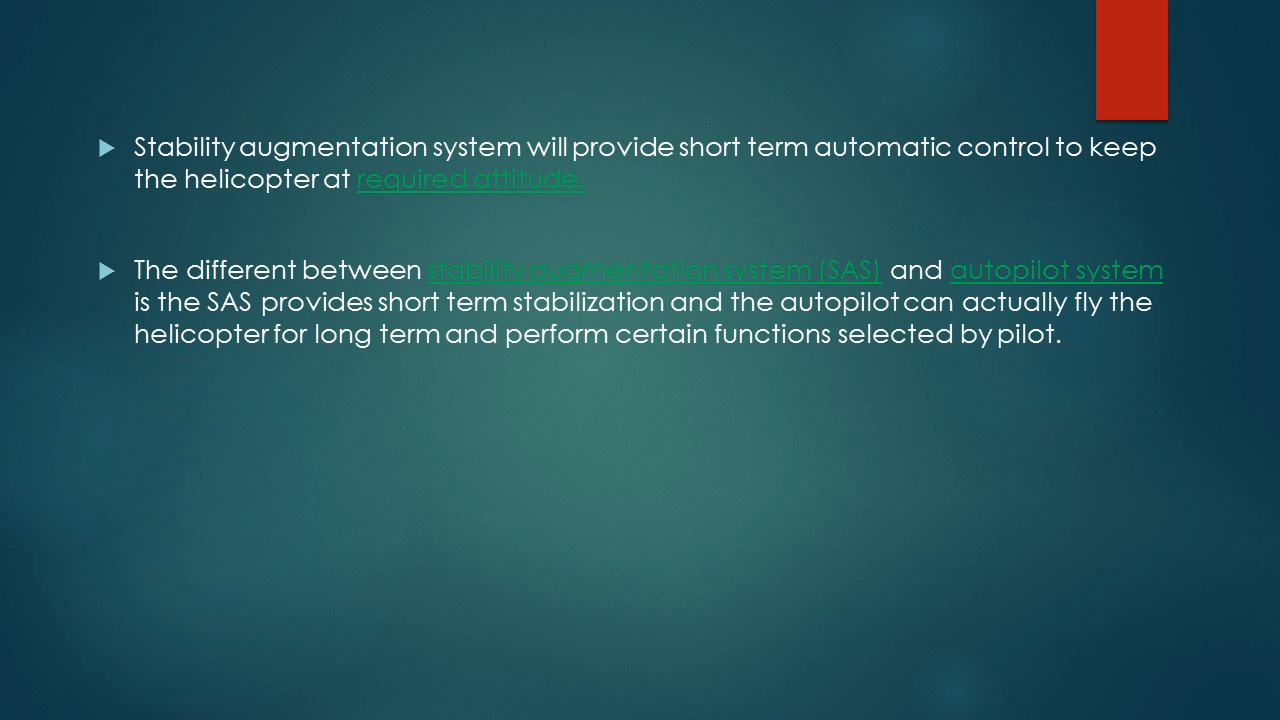 Stability augmentation system will provide short term automatic control to keep
the helicopter at required attitude.
The different between stability augmentation system (SAS) and autopilot system
is the SAS provides short term stabilization and the autopilot can actually fly the
helicopter for long term and perform certain functions selected by pilot.